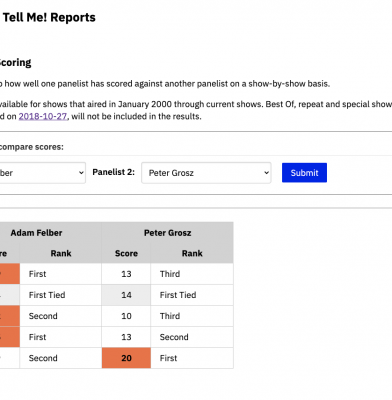 Tell Me! Reports
Scoring
how well one panelist has scored against another panelist on a show-by-show basis.
vailable for shows that aired in January 2000 through current shows. Best Of, repeat and special show
d on 2018-10-27, will not be included in the results.
compare scores:
ber Panelist 2: Peter Grosz Submit
Adam Felber Peter Grosz
re Rank Score Rank
First 13 Third
First Tied 14 First Tied
Second 10 Third
First 13 Second
Second 20 First